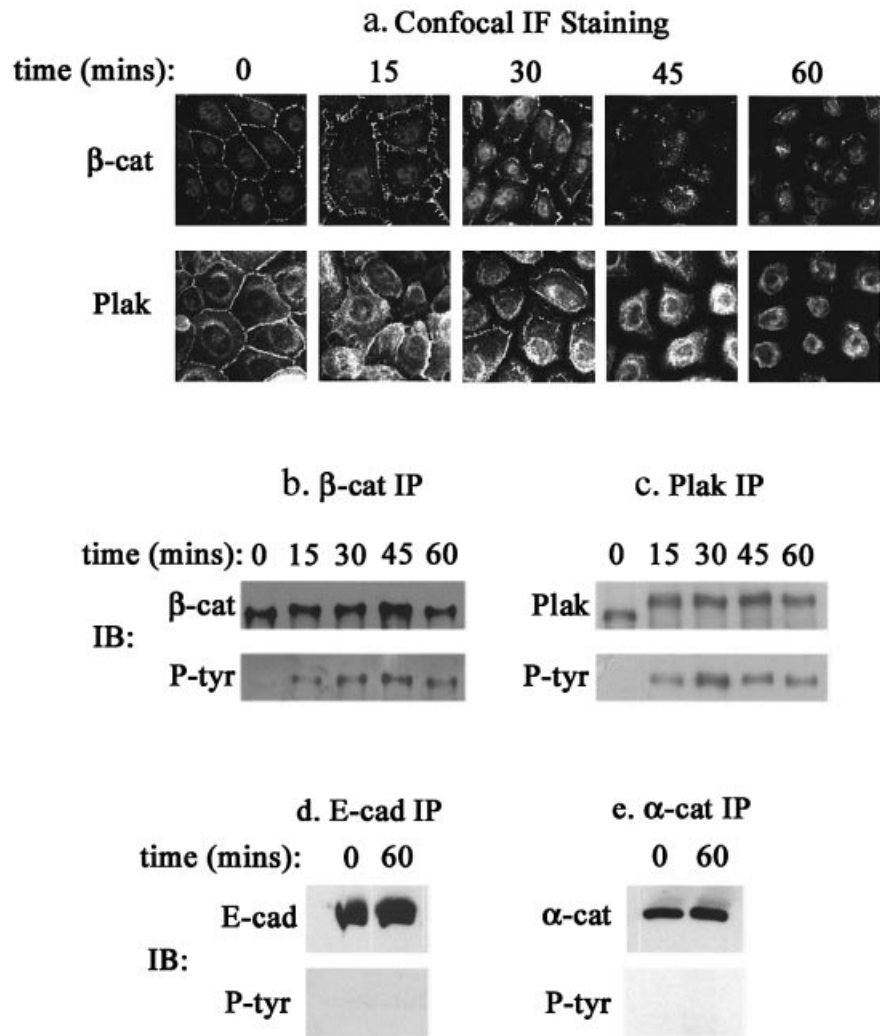 a. Confocal IF Staining
time (mins): 0 15 30 45 60
β-cat
Plak
b. β-cat IP c. Plak IP
time (mins): 0 15 30 45 60 0 15 30 45 60
β-cat Plak
IB:
P-tyr P-tyr
d. E-cad IP e. α-cat IP
time (mins): 0 60 0 60
E-cad α-cat
IB:
P-tyr P-tyr